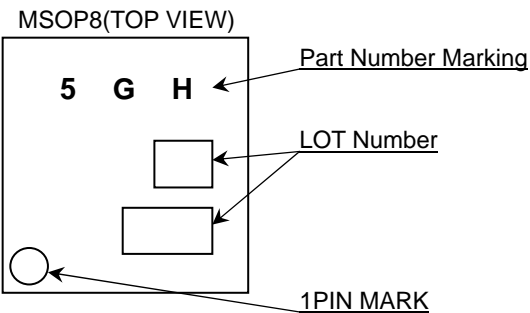 MSOP8(TOP VIEW)
Part Number Marking
5 G H
LOT Number
1PIN MARK